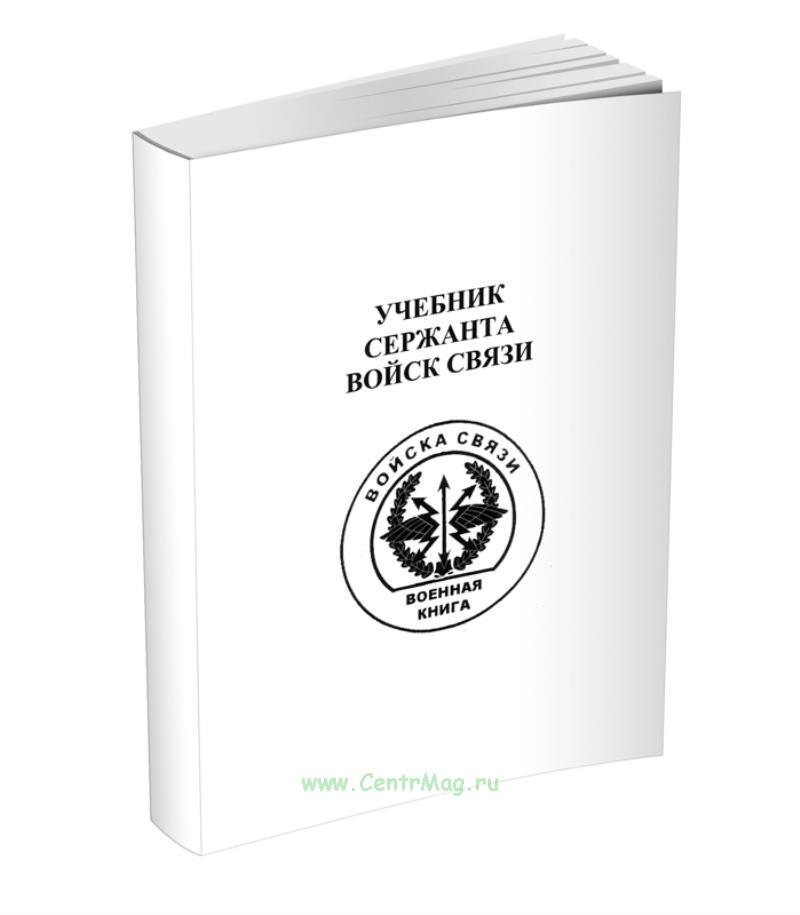 УЧЕБНИК
СЕРЖАНТА
ВОЙСК СВЯЗИ
ВОЙСКА СВЯЗИ
ВОЕННАЯ
КНИГА
www.CentrMag.ru